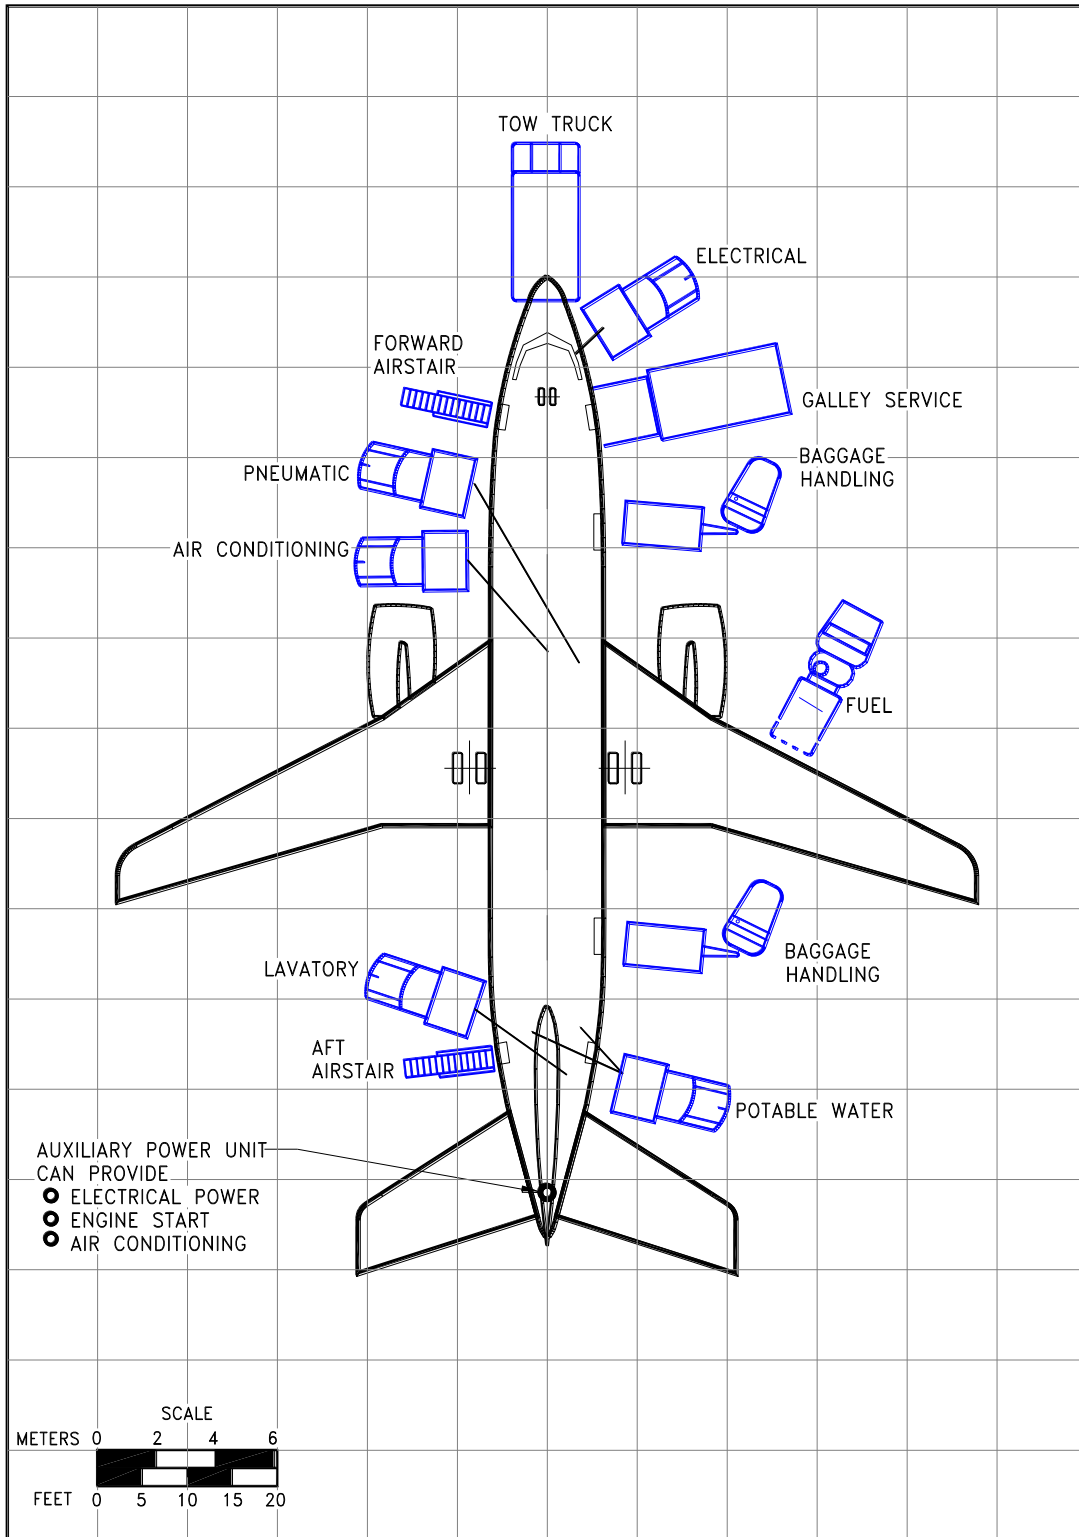 TOW TRUCK
ELECTRICAL
FORWARD
AIRSTAIR
GALLEY SERVICE
PNEUMATIC
BAGGAGE
HANDLING
AIR CONDITIONING
FUEL
LAVATORY
BAGGAGE
HANDLING
AFT
AIRSTAIR
POTABLE WATER
AUXILIARY POWER UNIT
CAN PROVIDE
ELECTRICAL POWER
ENGINE START
AIR CONDITIONING
SCALE
METERS 0 2 4 6
FEET 0 5 10 15 20